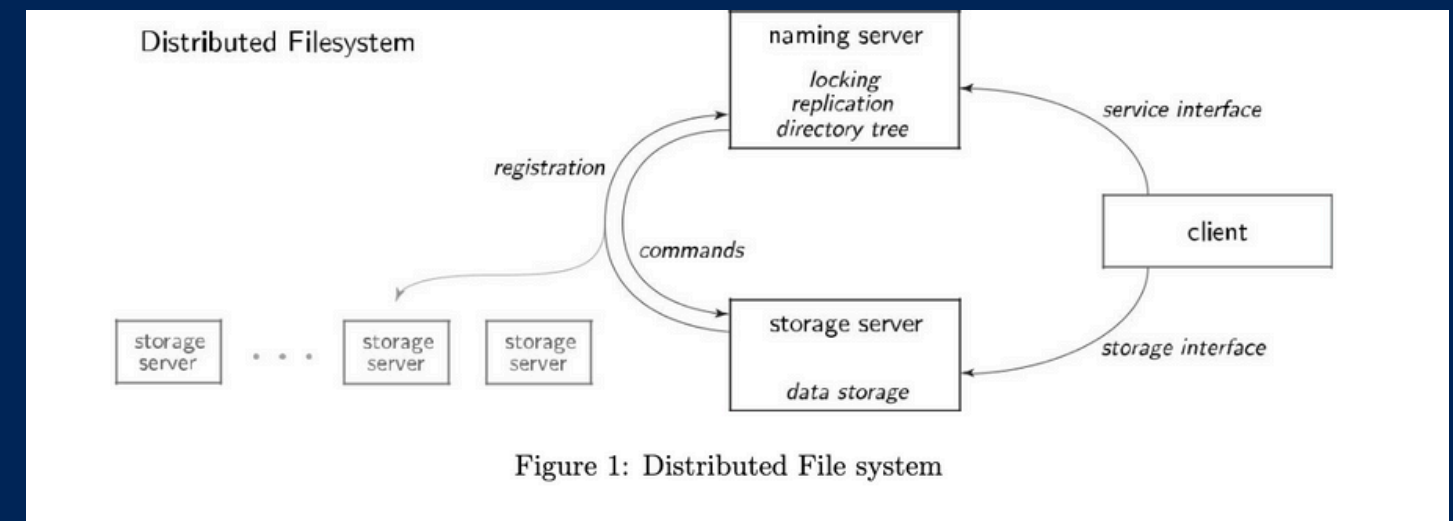 Distributed Filesystem
naming server
locking
replication
directory tree
service interface
registration
client
commands
storage server
data storage
storage interface
storage
server
. . .
storage
server
storage
server
Figure 1: Distributed File system